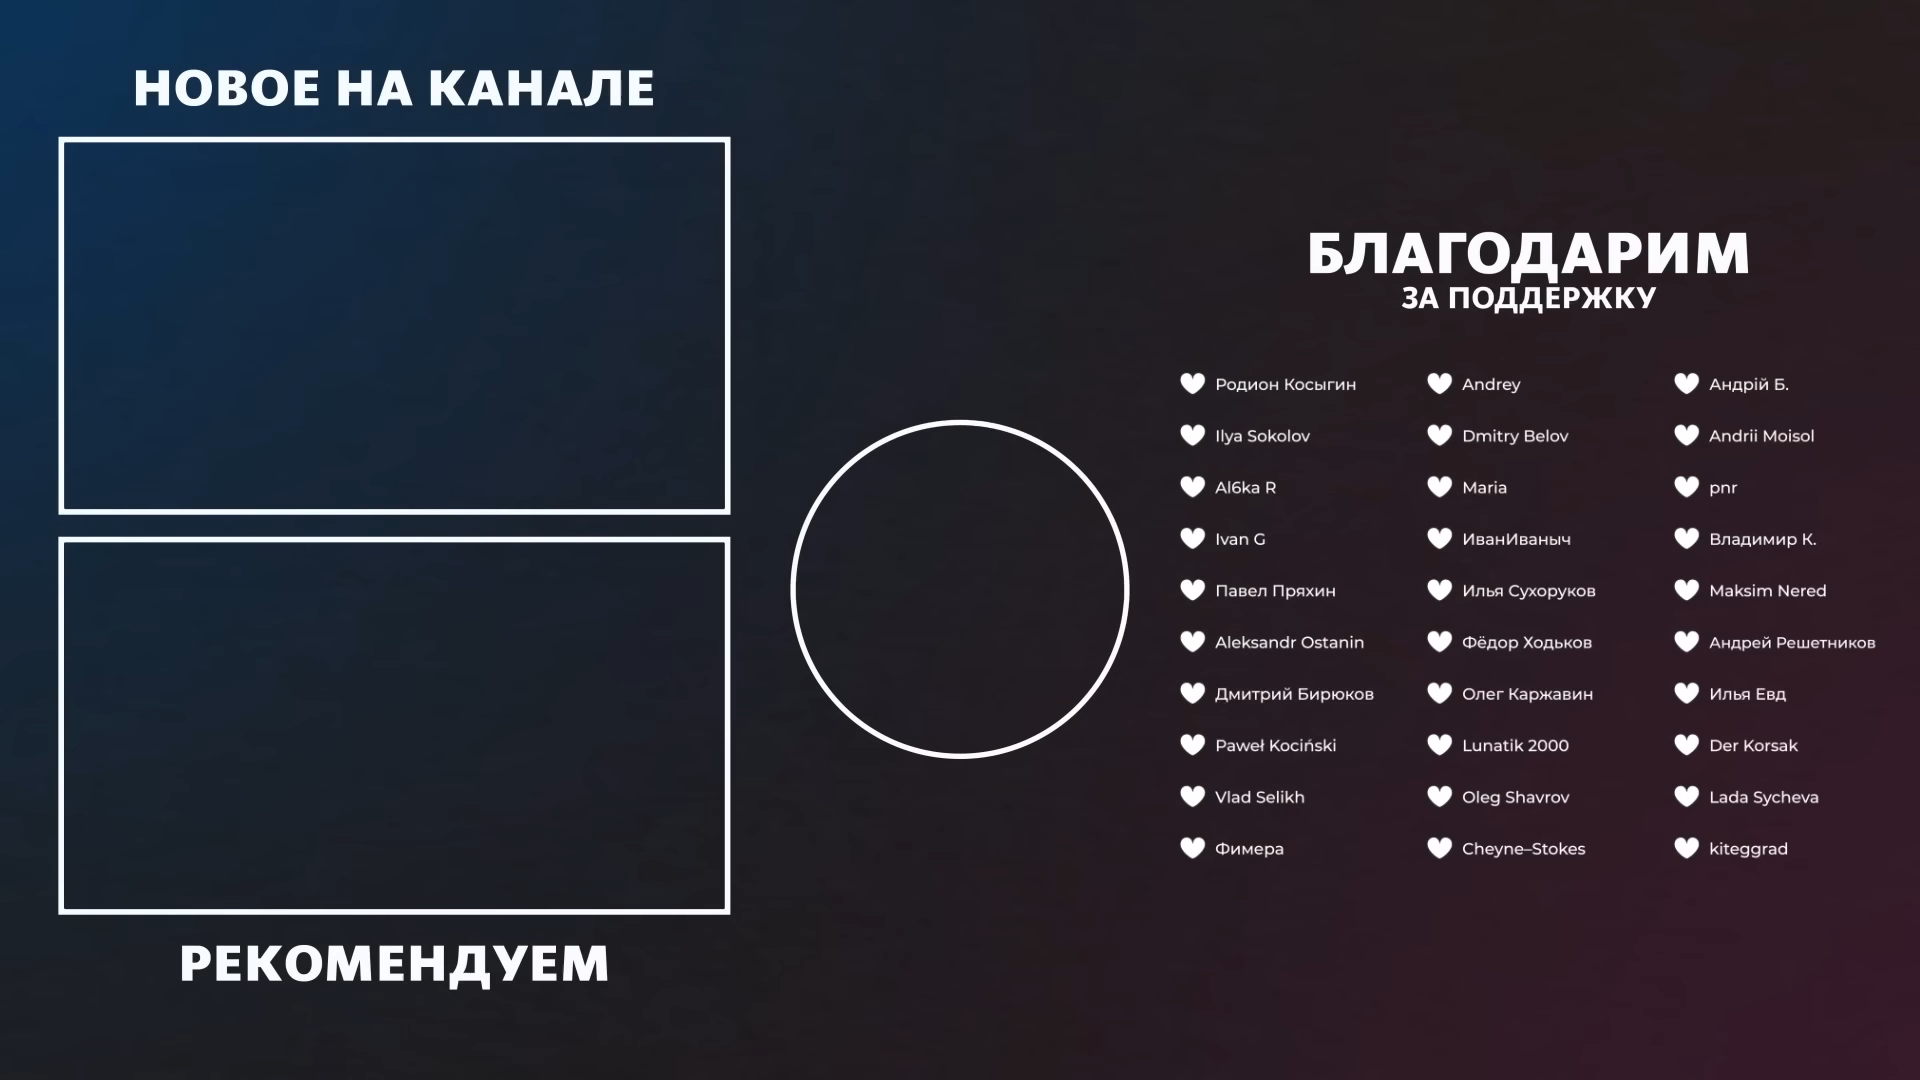 НОВОЕ НА КАНАЛЕ
РЕКОМЕНДУЕМ
БЛАГОДАРИМ
ЗА ПОДДЕРЖКУ
Родион Косыгин
Ilya Sokolov
Al6ka R
Ivan G
Павел Пряхин
Aleksandr Ostanin
Дмитрий Бирюков
Paweł Kociński
Vlad Selikh
Фимера
Andrey
Dmitry Belov
Maria
ИванИваныч
Илья Сухоруков
Фёдор Ходьков
Олег Каржавин
Lunatik 2000
Oleg Shavrov
Cheyne–Stokes
Андрій Б.
Andrii Moisol
pnr
Владимир К.
Maksim Nered
Андрей Решетников
Илья Евд
Der Korsak
Lada Sycheva
kiteggrad